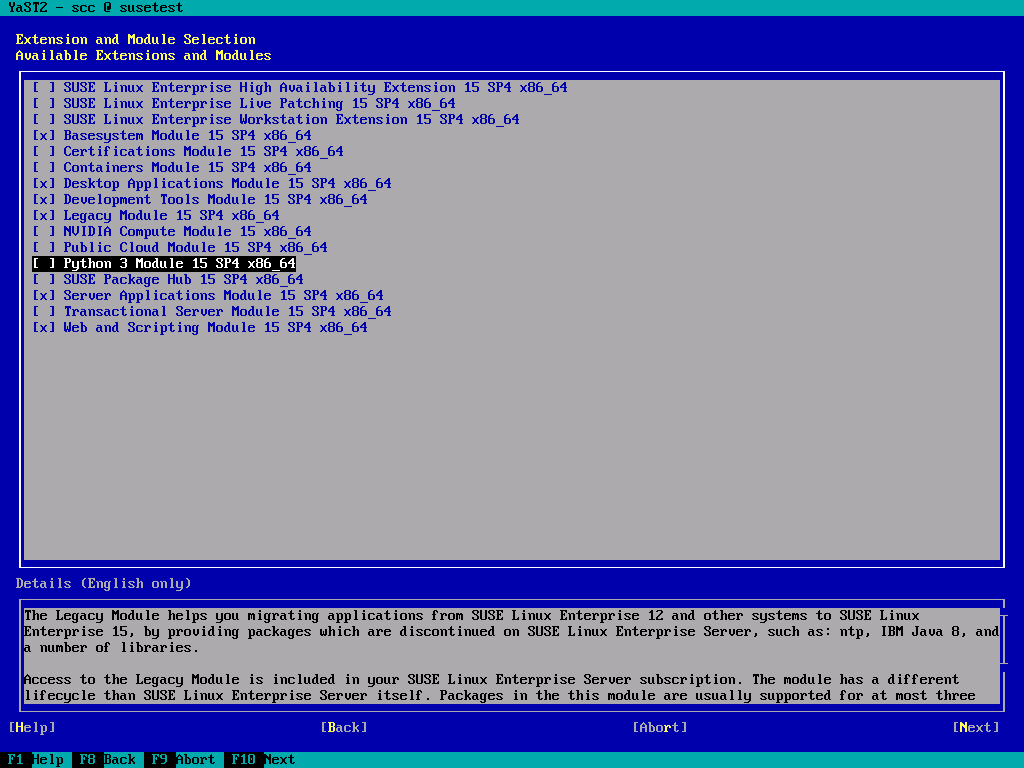 YaST2 - scc @ susetest
Extension and Module Selection
Available Extensions and Modules
[ ] SUSE Linux Enterprise High Availability Extension 15 SP4 x86_64
[ ] SUSE Linux Enterprise Live Patching 15 SP4 x86_64
[ ] SUSE Linux Enterprise Workstation Extension 15 SP4 x86_64
[x] Basesystem Module 15 SP4 x86_64
[ ] Certifications Module 15 SP4 x86_64
[ ] Containers Module 15 SP4 x86_64
[x] Desktop Applications Module 15 SP4 x86_64
[x] Development Tools Module 15 SP4 x86_64
[x] Legacy Module 15 SP4 x86_64
[ ] NVIDIA Compute Module 15 x86_64
[ ] Public Cloud Module 15 SP4 x86_64
[ ] Python 3 Module 15 SP4 x86_64
[ ] SUSE Package Hub 15 SP4 x86_64
[x] Server Applications Module 15 SP4 x86_64
[ ] Transactional Server Module 15 SP4 x86_64
[x] Web and Scripting Module 15 SP4 x86_64
Details (English only)
The Legacy Module helps you migrating applications from SUSE Linux Enterprise 12 and other systems to SUSE Linux
Enterprise 15, by providing packages which are discontinued on SUSE Linux Enterprise Server, such as: ntp, IBM Java 8, and
a number of libraries.
Access to the Legacy Module is included in your SUSE Linux Enterprise Server subscription. The module has a different
lifecycle than SUSE Linux Enterprise Server itself. Packages in the this module are usually supported for at most three
[Help] [Back] [Abort] [Next]
F1 Help F8 Back F9 Abort F10 Next